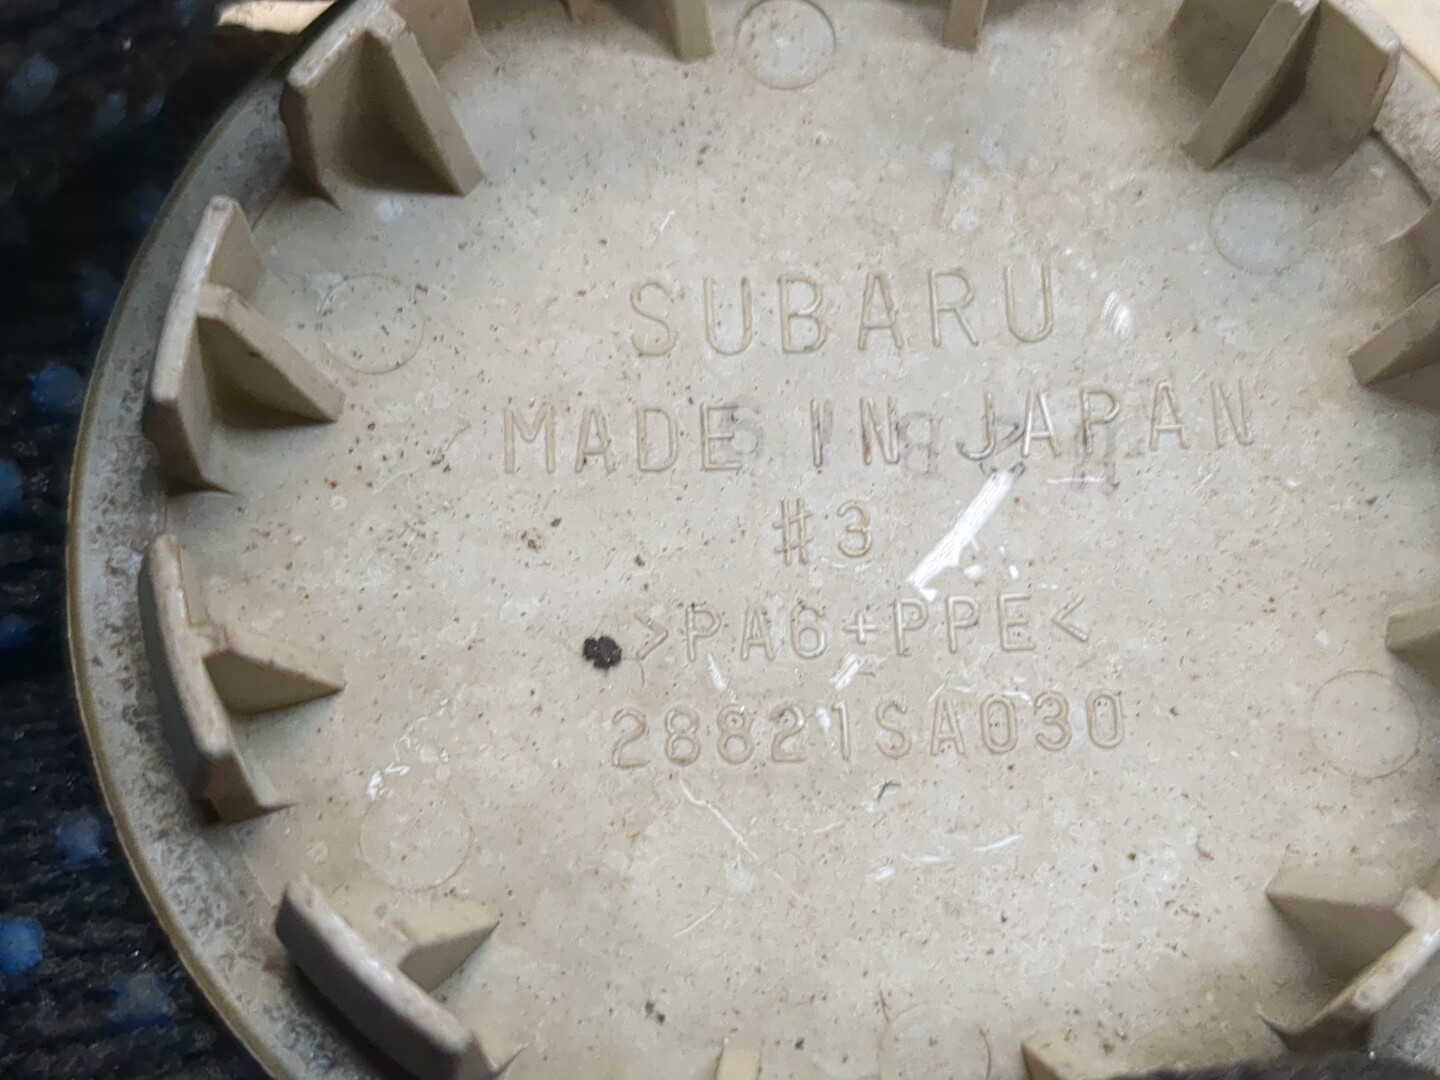 SUBARU
MADE IN JAPAN
#3
>PA6+PPE<
28821SA030